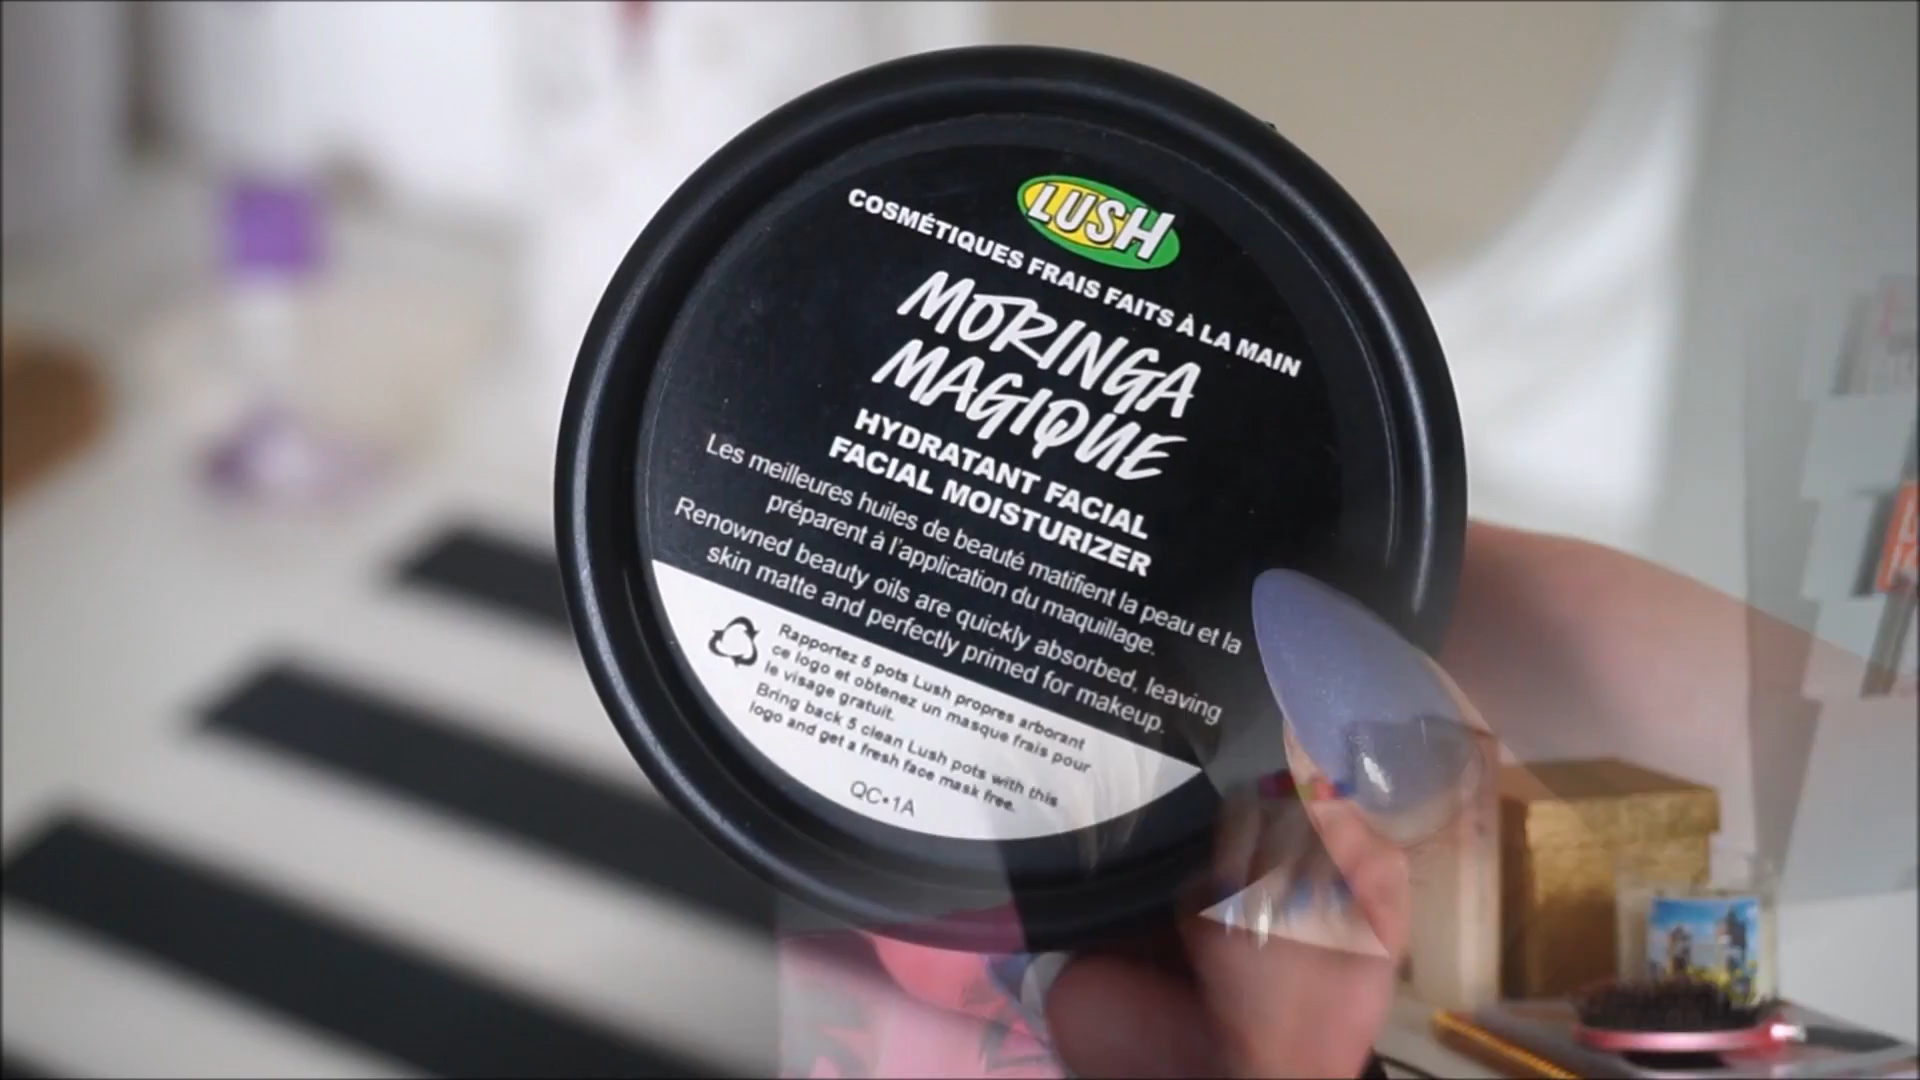 LUSH
COSMÉTIQUES FRAIS FAITS À LA MAIN
MORINGA
MAGIQUE
HYDRATANT FACIAL
FACIAL MOISTURIZER
Les meilleures huiles de beauté matifient la peau et la
préparent à l'application du maquillage.
Renowned beauty oils are quickly absorbed, leaving
skin matte and perfectly primed for makeup.
Rapportez 5 pots Lush propres arborant
ce logo et obtenez un masque frais pour
le visage gratuit.
Bring back 5 clean Lush pots with this
logo and get a fresh face mask free.
QC•1A